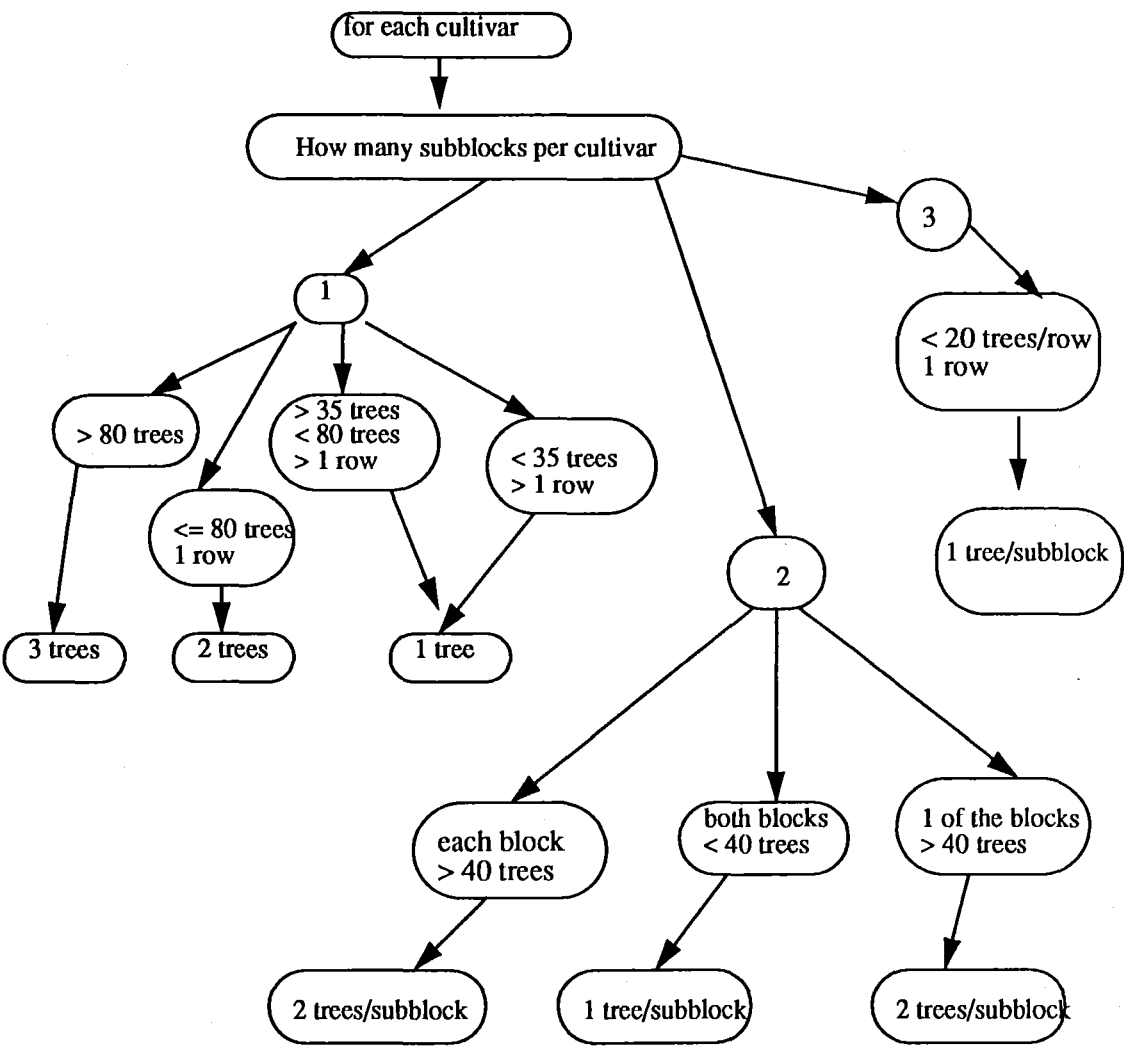 for each cultivar
How many subblocks per cultivar
3
1
< 20 trees/row
1 row
> 80 trees
> 35 trees
< 80 trees
> 1 row
< 35 trees
> 1 row
<= 80 trees
1 row
1 tree/subblock
2
3 trees
2 trees
1 tree
each block
> 40 trees
both blocks
< 40 trees
1 of the blocks
> 40 trees
2 trees/subblock
1 tree/subblock
2 trees/subblock